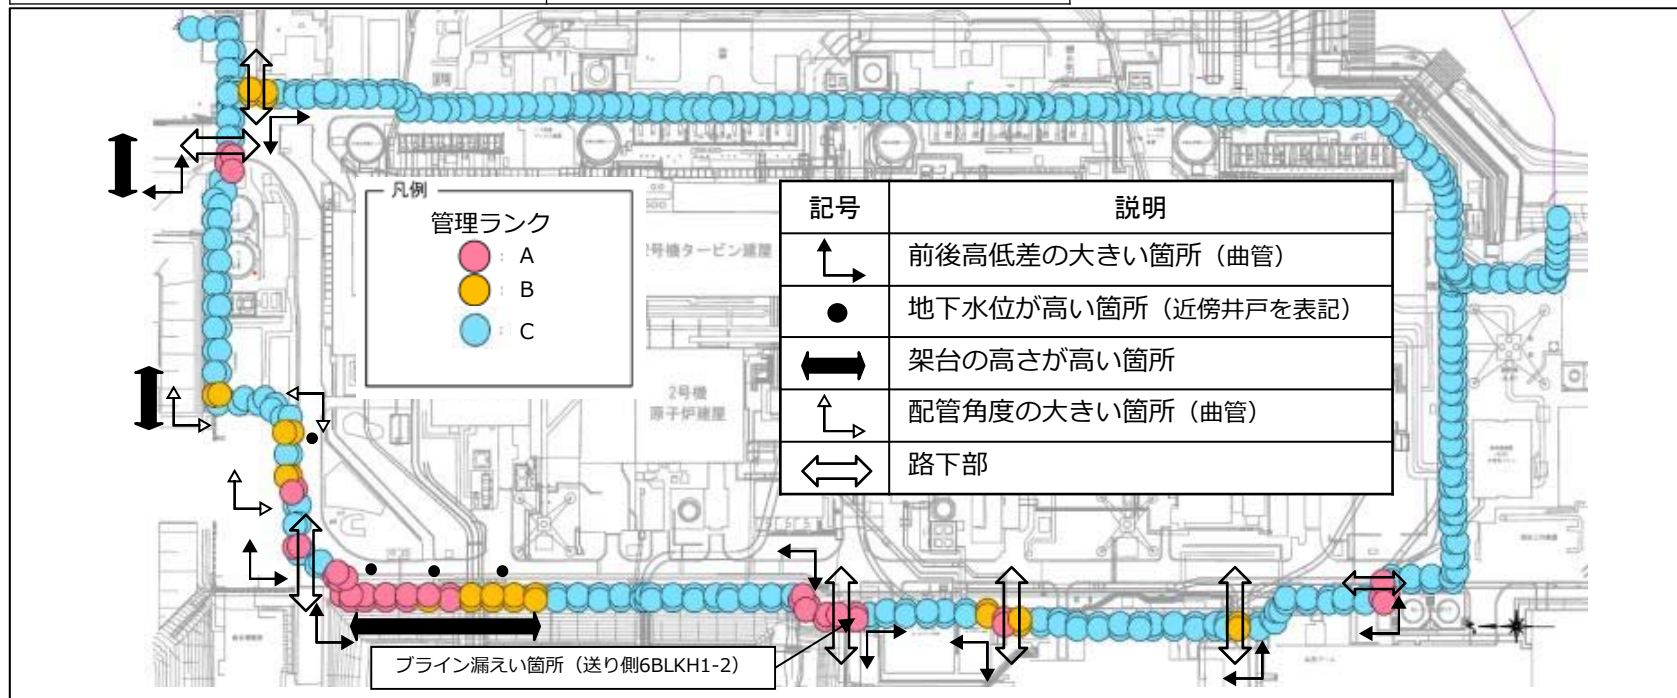 凡例
管理ランク
: A
: B
: C
記号 説明
前後高低差の大きい箇所（曲管）
地下水位が高い箇所（近傍井戸を表記）
架台の高さが高い箇所
配管角度の大きい箇所（曲管）
路下部
2号機タービン建屋
2号機
原子炉建屋
ブライン漏えい箇所（送り側6BLKH1-2）